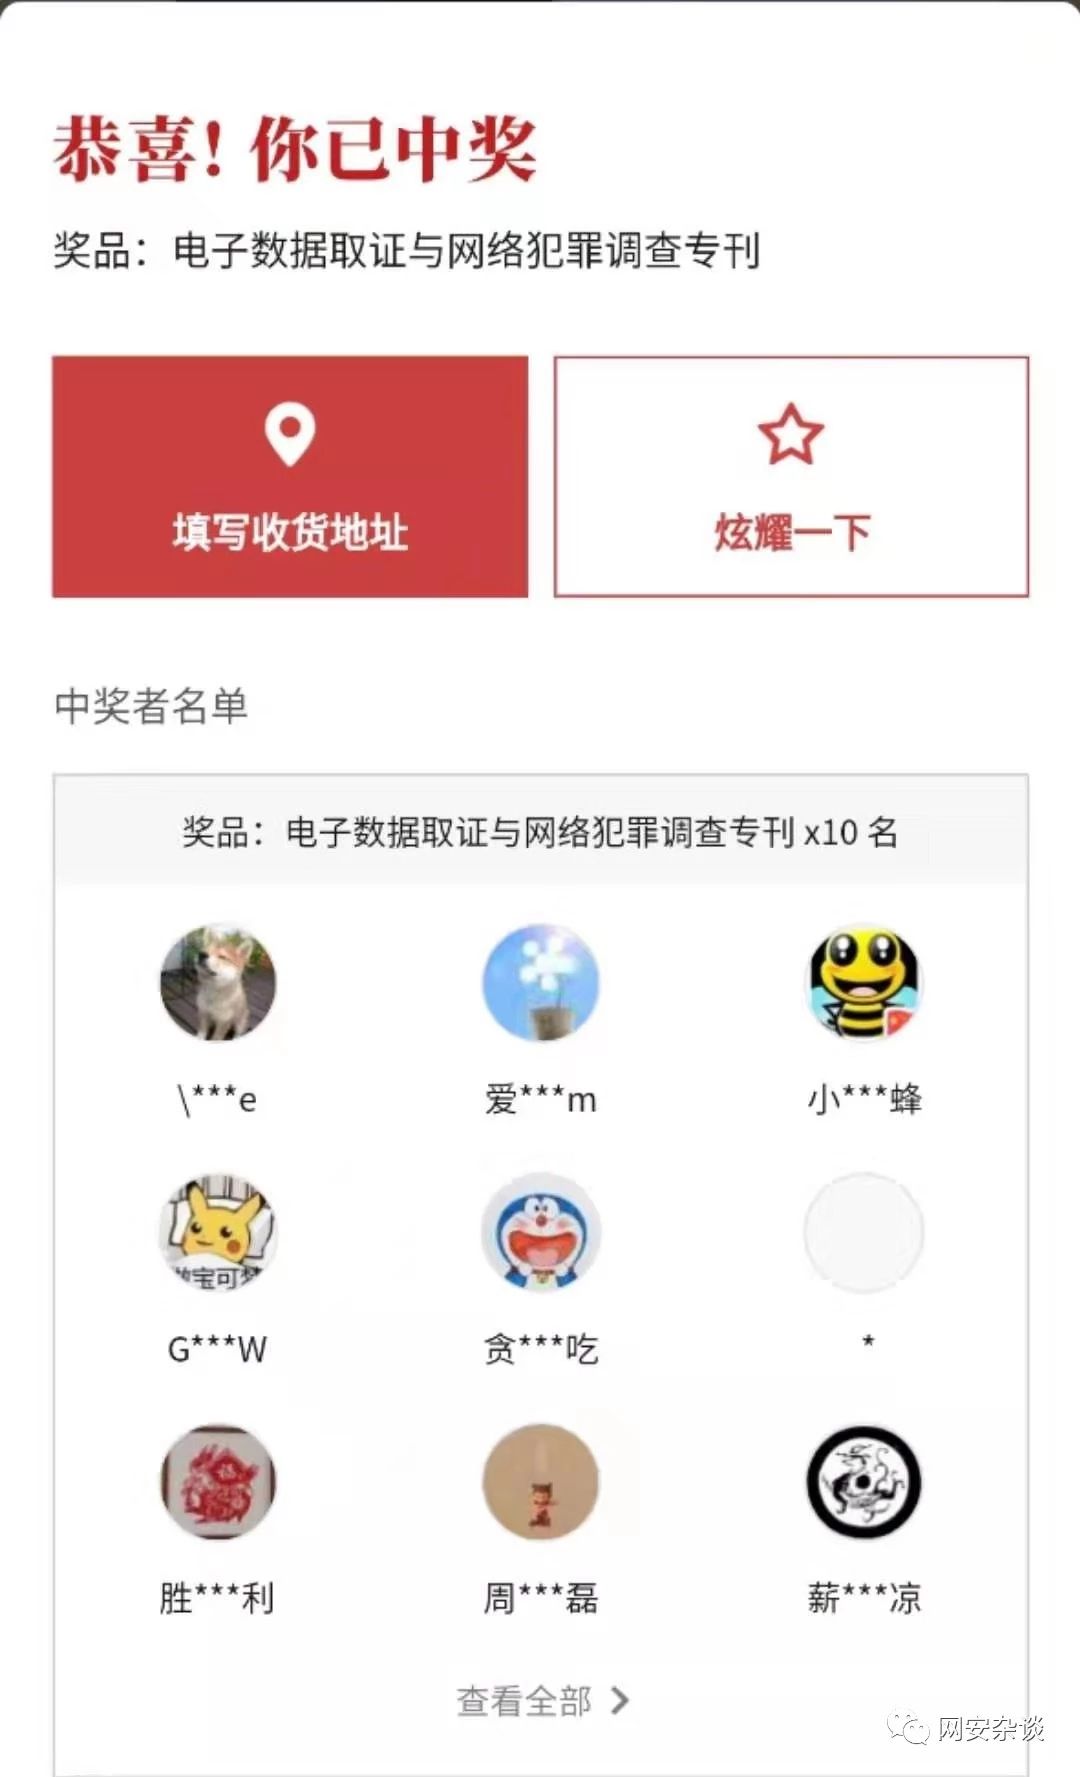 恭喜! 你已中奖
奖品：电子数据取证与网络犯罪调查专刊
填写收货地址
炫耀一下
中奖者名单
奖品：电子数据取证与网络犯罪调查专刊 x10 名
\***e
爱***m
小***蜂
宝可
G***W
贪***吃
*
胜***利
周***磊
薪***凉
查看全部
网安杂谈